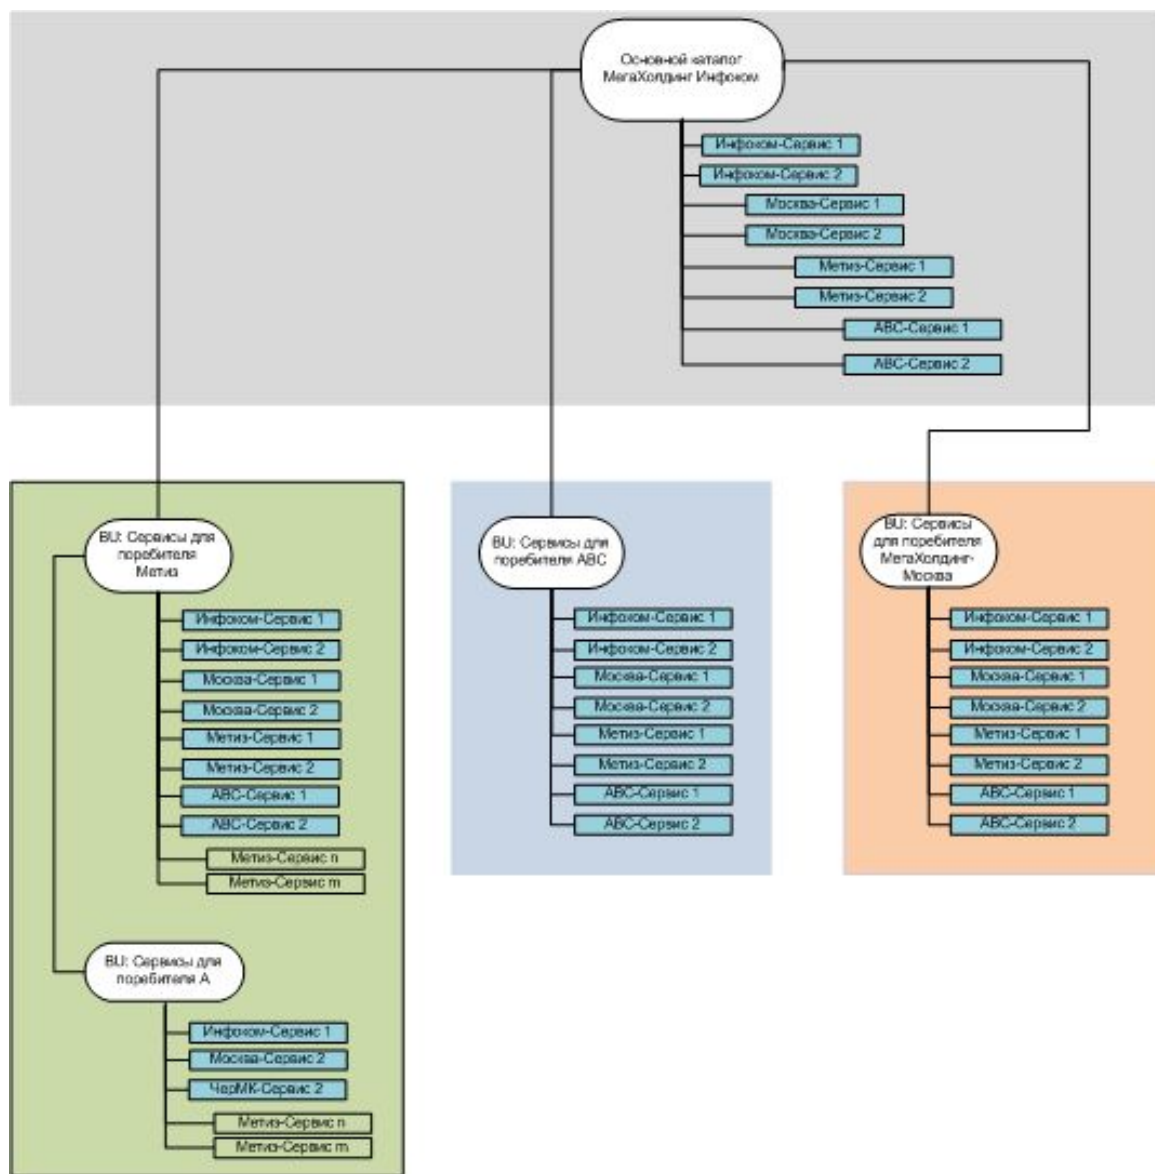 Основной каталог
МегаХолдинг Инфоком
Инфоком-Сервис 1
Инфоком-Сервис 2
Москва-Сервис 1
Москва-Сервис 2
Метиз-Сервис 1
Метиз-Сервис 2
АВС-Сервис 1
АВС-Сервис 2
BU: Сервисы для
поребителя
Метиз
Инфоком-Сервис 1
Инфоком-Сервис 2
Москва-Сервис 1
Москва-Сервис 2
Метиз-Сервис 1
Метиз-Сервис 2
АВС-Сервис 1
АВС-Сервис 2
Метиз-Сервис n
Метиз-Сервис m
BU: Сервисы для
поребителя А
Инфоком-Сервис 1
Москва-Сервис 2
ЧерМК-Сервис 2
Метиз-Сервис n
Метиз-Сервис m
BU: Сервисы для
поребителя АВС
Инфоком-Сервис 1
Инфоком-Сервис 2
Москва-Сервис 1
Москва-Сервис 2
Метиз-Сервис 1
Метиз-Сервис 2
АВС-Сервис 1
АВС-Сервис 2
BU: Сервисы
для поребителя
МегаХолдинг-
Москва
Инфоком-Сервис 1
Инфоком-Сервис 2
Москва-Сервис 1
Москва-Сервис 2
Метиз-Сервис 1
Метиз-Сервис 2
АВС-Сервис 1
АВС-Сервис 2